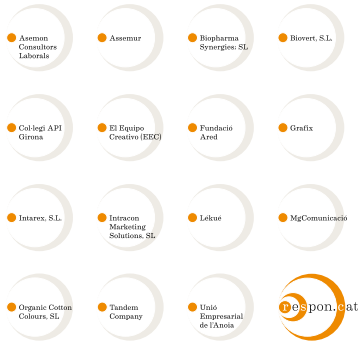 Asemon
Consultors
Laborals
Assemur
Biopharma
Synergies; SL
Biovert, S.L.
Col·legi API
Girona
El Equipo
Creativo (EEC)
Fundació
Ared
Grafix
Intarex, S.L.
Intracon
Marketing
Solutions, SL
Lékué
MgComunicació
Organic Cotton
Colours, SL
Tandem
Company
Unió
Empresarial
de l'Anoia
respon.cat